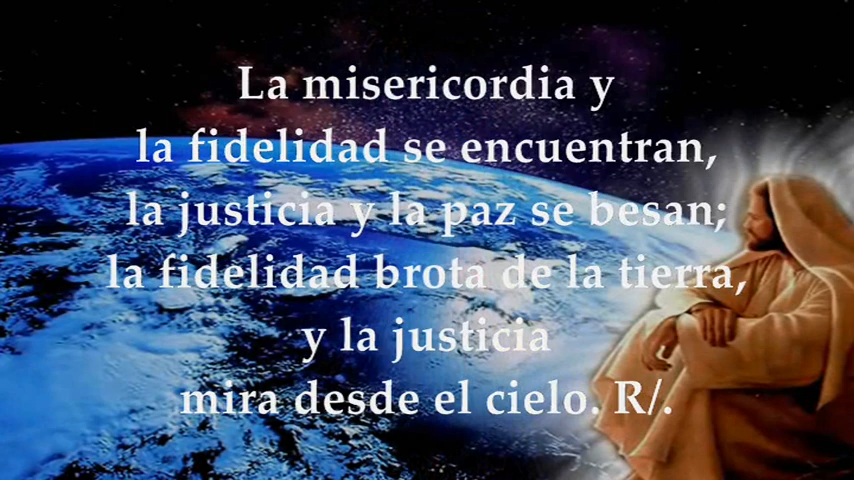 La misericordia y
la fidelidad se encuentran,
la justicia y la paz se besan;
la fidelidad brota de la tierra,
y la justicia
mira desde el cielo. R/.